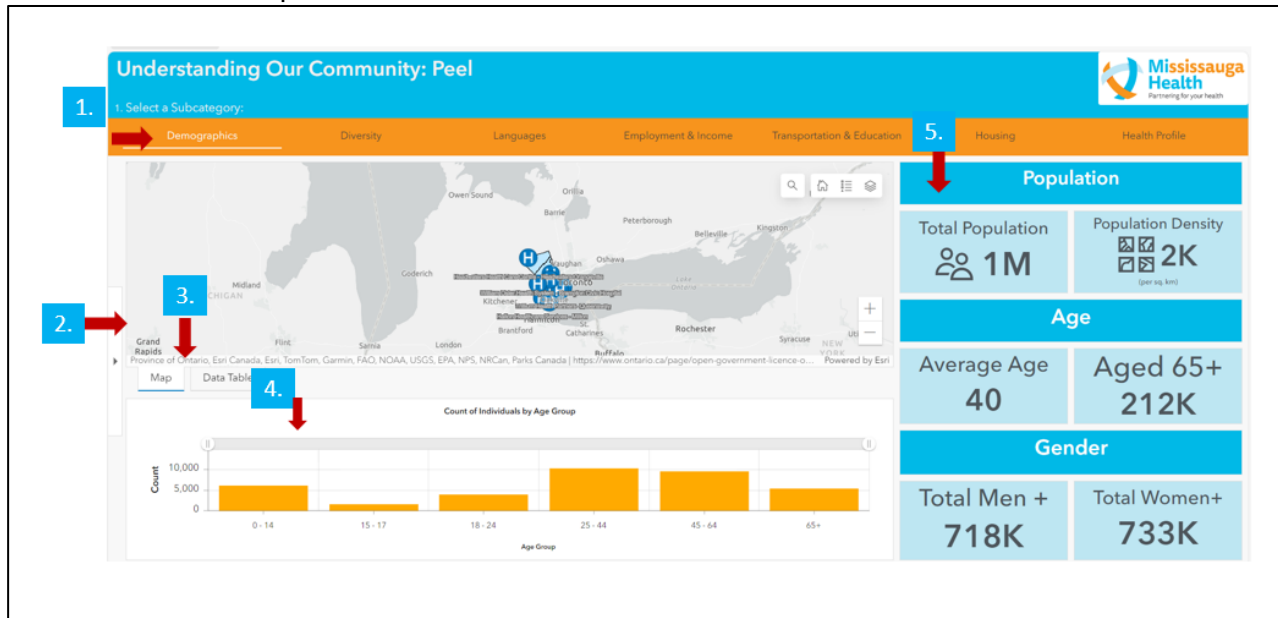 Understanding Our Community: Peel
Mississauga
Health
Partnering for your health
1.
1. Select a Subcategory:
Demographics
Diversity
Languages
Employment & Income
Transportation & Education
5.
Housing
Health Profile
Owen Sound
Orillia
Barrie
Peterborough
Belleville
Kingston
H
Vaughan
Oshawa
Goderich
Toronto
Lake
Ontario
Midland
MICHIGAN
Kitchener
Hamilton
St.
Catharines
Brantford
Rochester
Syracuse
Grand
Rapids
Flint
Sarnia
London
Buffalo
NEW
YORK
+
−
2.
3.
Province of Ontario, Esri Canada, Esri, TomTom, Garmin, FAO, NOAA, USGS, EPA, NPS, NRCan, Parks Canada | https://www.ontario.ca/page/open-government-licence-o...
Powered by Esri
Map
Data Table
4.
Count of Individuals by Age Group
Count
10,000
5,000
0
0 - 14
15 - 17
18 - 24
25 - 44
45 - 64
65+
Age Group
Population
Total Population
1M
Population Density
2K
(per sq. km)
Age
Average Age
40
Aged 65+
212K
Gender
Total Men +
718K
Total Women+
733K